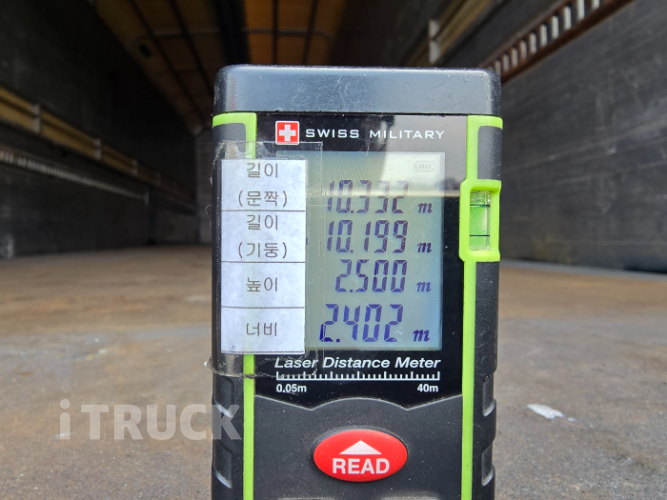 SWISS MILITARY
길이
(문짝)
10.332 m
길이
(기둥)
10.199 m
높이
2.500 m
너비
2.402 m
Laser Distance Meter
0.05m 40m
iTRUCK
READ